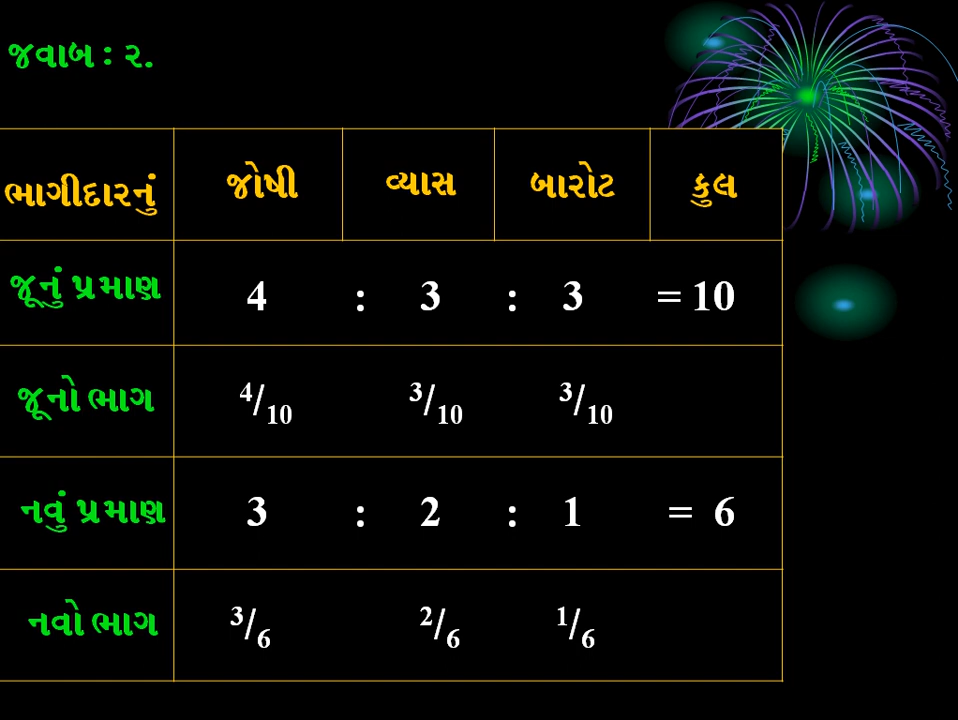 જવાબ : ૨.
ભાગીદારનું જોષી વ્યાસ બારોટ કુલ
જૂનું પ્રમાણ 4 : 3 : 3 = 10
જૂનો ભાગ 4/10 3/10 3/10
નવું પ્રમાણ 3 : 2 : 1 = 6
નવો ભાગ 3/6 2/6 1/6